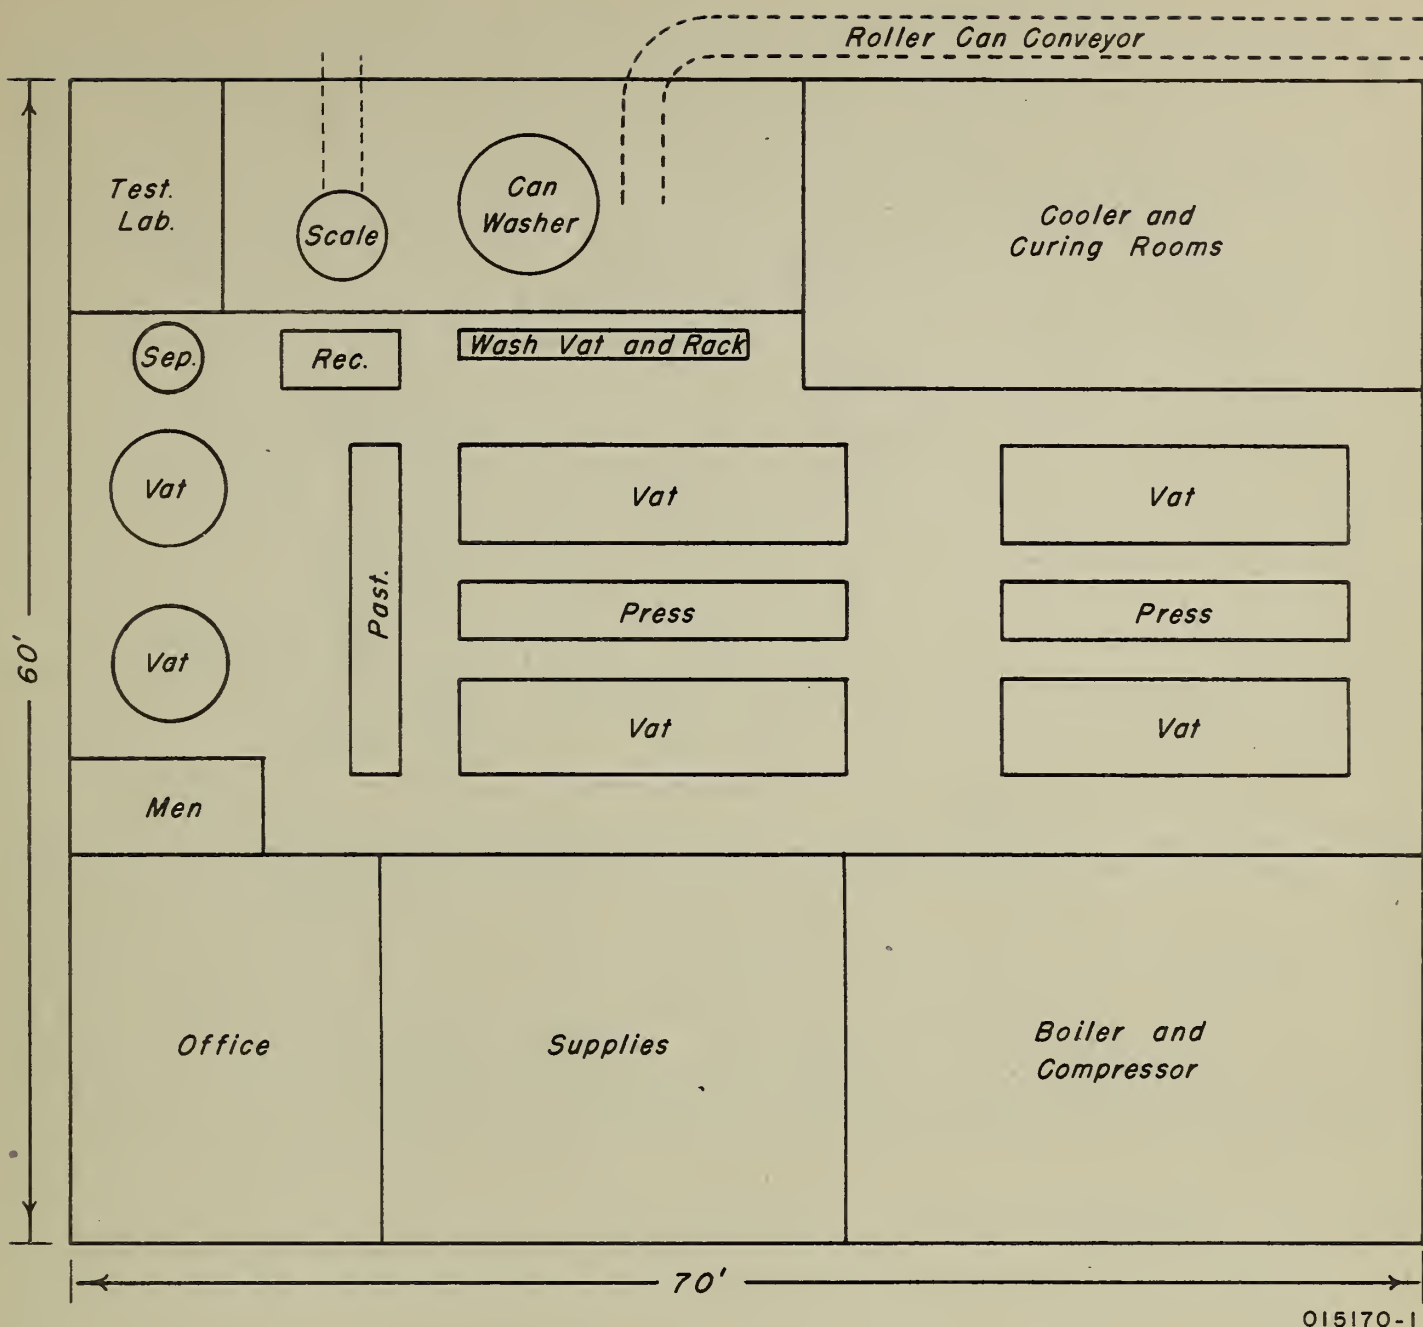 Roller Can Conveyor
Test.
Lab.
Scale
Can
Washer
Cooler and
Curing Rooms
Sep.
Rec.
Wash Vat and Rack
Vat
Vat
Vat
Past.
Press
Press
Vat
Vat
Vat
Men
60'
Office
Supplies
Boiler and
Compressor
70'
015170-1